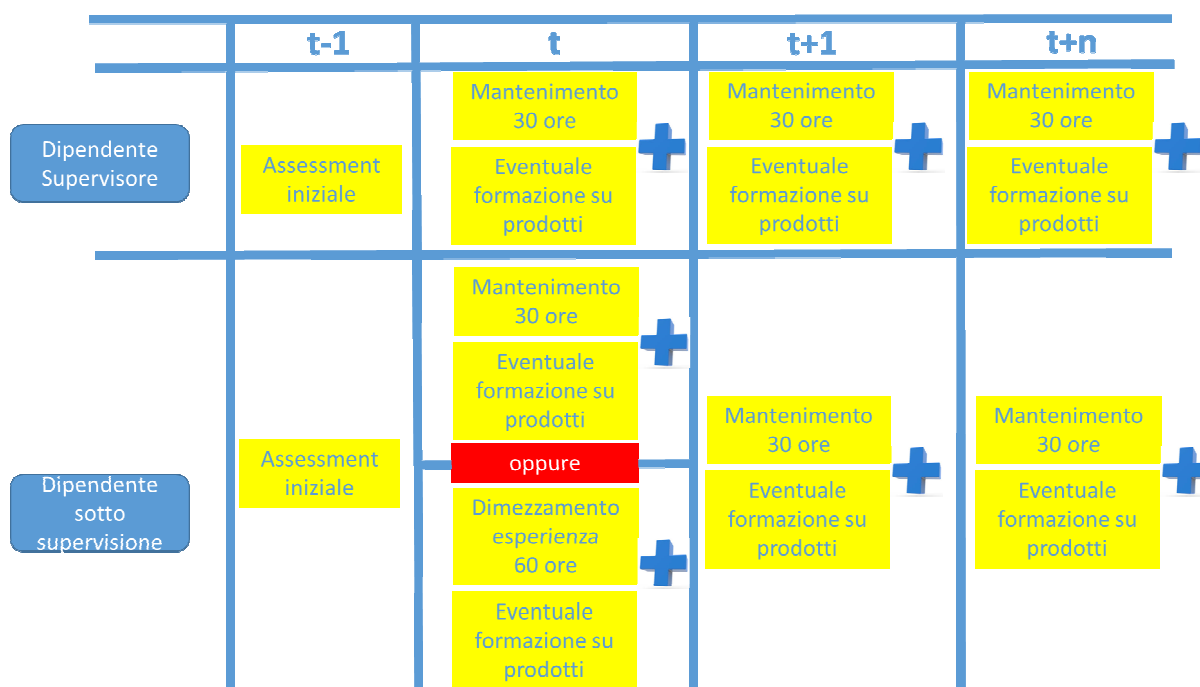 t-1
t
t+1
t+n
Dipendente
Supervisore
Assessment
iniziale
Mantenimento
30 ore
Eventuale
formazione su
prodotti
Mantenimento
30 ore
Eventuale
formazione su
prodotti
Mantenimento
30 ore
Eventuale
formazione su
prodotti
Dipendente
sotto
supervisione
Assessment
iniziale
Mantenimento
30 ore
Eventuale
formazione su
prodotti
oppure
Dimezzamento
esperienza
60 ore
Eventuale
formazione su
prodotti
Mantenimento
30 ore
Eventuale
formazione su
prodotti
Mantenimento
30 ore
Eventuale
formazione su
prodotti